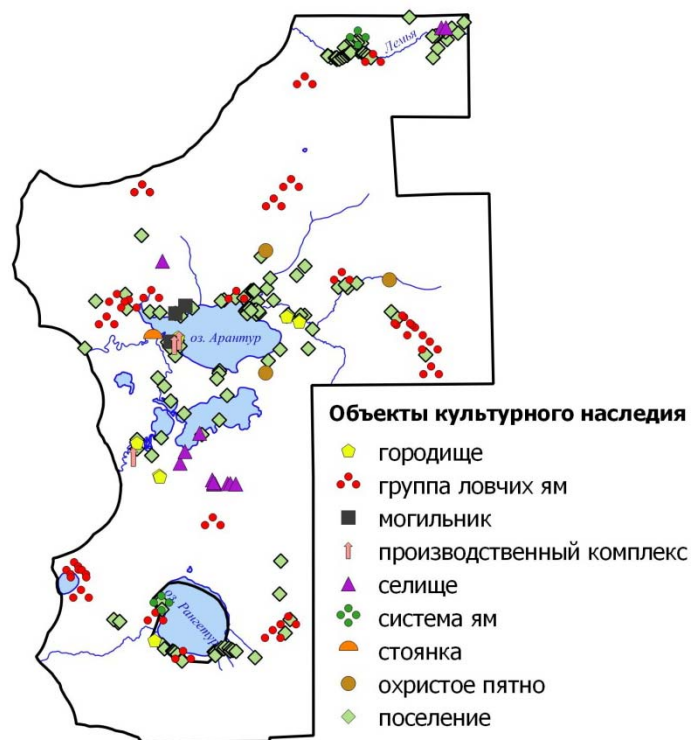 Лемья
оз. Арантур
Объекты культурного наследия
городище
группа ловчих ям
могильник
производственный комплекс
селище
система ям
стоянка
охристое пятно
поселение
оз. Рангетур